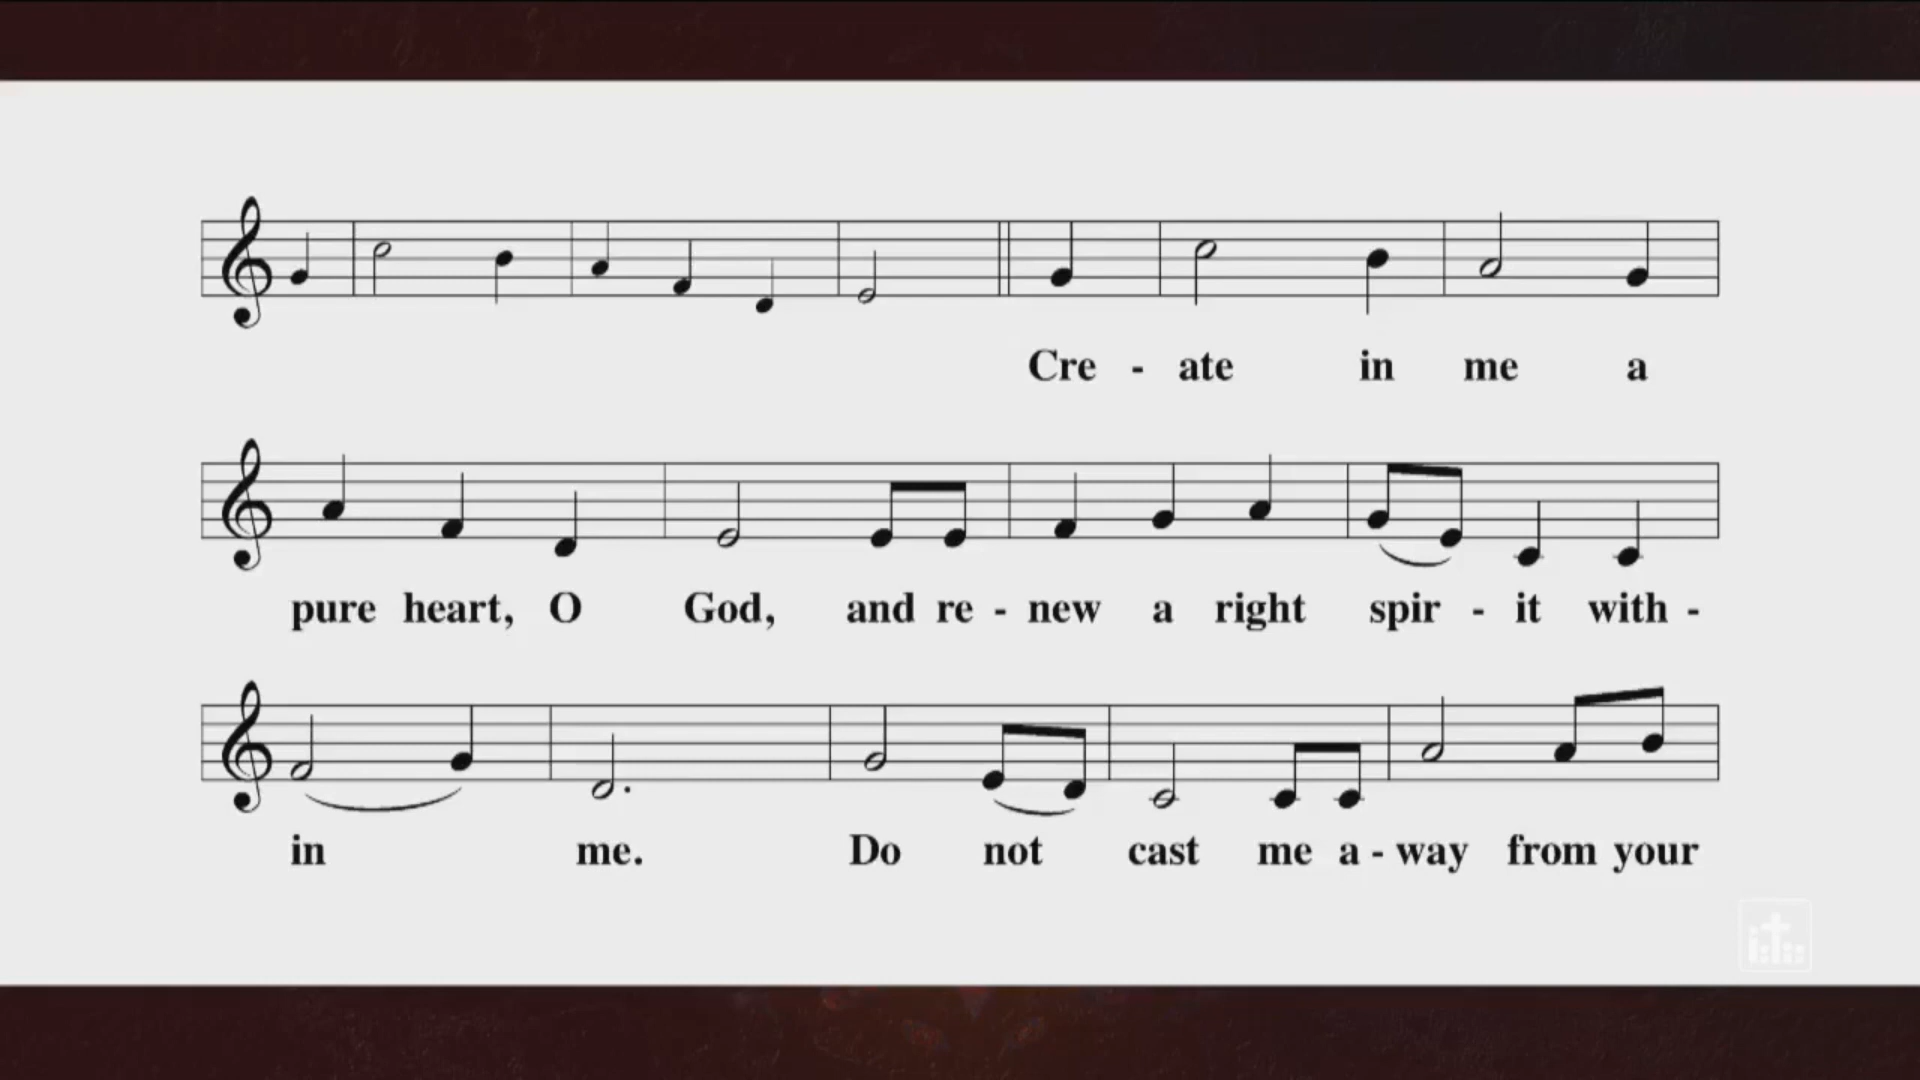 Cre - ate in me a
pure heart, O God, and re - new a right spir - it with -
in me. Do not cast me a - way from your